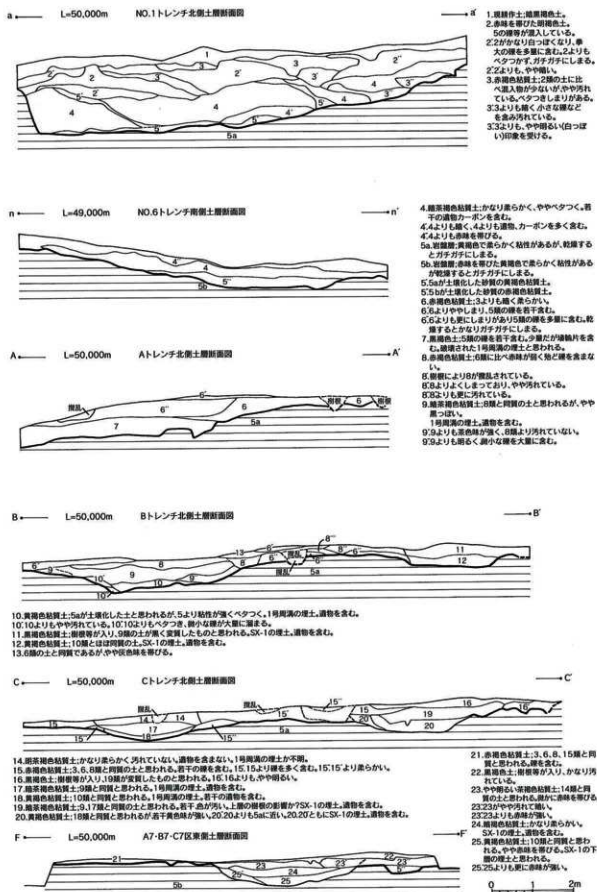 a L=50,000m NO.1トレンチ北側土層断面図 a'
1.現耕作土;暗黒褐色土。
2.赤味を帯びた明褐色土。
5の礫等が混入している。
2'.2がかなり白っぽくなり、拳
大の礫を多量に含む。2よりも
ベタつかず、ガチガチにしまる。
2''.2'よりも、やや暗い。
3.赤褐色粘質土;2類の土に比
べ混入物が少ないが、やや汚れ
ている。ベタつきしまりがある。
3'.3よりも暗く、小さな礫など
を含み汚れている。
3''.3よりも、やや明るい(白っぽ
い)印象を受ける。
n L=49,000m NO.6トレンチ南側土層断面図 n'
4.暗茶褐色粘質土;かなり柔らかく、ややベタつく。若
干の遺物カーボンを含む。
4'.4よりも暗く、4よりも遺物、カーボンを多く含む。
4''.4よりも赤味を帯びる。
5a.岩盤層;黄褐色で柔らかく粘性があるが、乾燥する
とガチガチにしまる。
5b.岩盤層;赤味を帯びた黄褐色で柔らかく粘性がある
が乾燥するとガチガチにしまる。
5'.5aが土壌化した砂質の黄褐色粘質土。
5''.5bが土壌化した砂質の赤褐色粘質土。
6.赤褐色粘質土;3よりも暗く柔らかい。
6'.6よりややしまり、5類の礫を若干含む。
6''.6よりも更にしまりがあり5類の礫を多量に含む。乾
燥するとかなりガチガチにしまる。
7.黒褐色土;5類の礫を若干含む。少量だが埴輪片を含
む。破壊された1号周溝の埋土と思われる。
8.赤褐色粘質土;6類に比べ赤味が弱く殆ど礫を含まな
い。
8'.樹根により8が攪乱されている。
8''.8よりよくしまっており、やや汚れている。
8'''.8よりも更に汚れている。
9.暗茶褐色粘質土;8類と同質の土と思われるが、やや
黒っぽい。
1号周溝の埋土。遺物を含む。
9'.9よりも茶色味が強く、8類より汚れていない。
9''.9よりも明るく、微小な礫を大量に含む。
A L=50,000m Aトレンチ北側土層断面図 A'
B L=50,000m Bトレンチ北側土層断面図 B'
10.黄褐色粘質土;5aが土壌化した土と思われるが、5より粘性が強くベタつく。1号周溝の埋土。遺物を含む。
10'.10よりもやや汚れている。10''.10よりもベタつき、微小な礫が大量に溜まる。
11.黒褐色粘質土;樹根等が入り、9類の土が黒く変質したものと思われる。SX-1の埋土。遺物を含む。
12.黄褐色粘質土;10類とほぼ同質の土。SX-1の埋土。遺物を含む。
13.6類の土と同質であるが、やや灰色味を帯びる。
C L=50,000m Cトレンチ北側土層断面図 C'
14.明茶褐色粘質土;かなり柔らかく汚れていない。遺物を含まない。1号周溝の埋土か不明。
15.赤褐色粘質土;3、6、8類と同質の土と思われる。若干の礫を含む。15'.15より礫を多く含む。15''.15'より柔らかい。
16.黒褐色土;樹根等が入り、19類が変質したものと思われる。16'.16よりも、やや明るい。
17.暗茶褐色粘質土;9類と同質と思われる。1号周溝の埋土。遺物を含む。
18.黄褐色粘質土;10類と同質と思われる。1号周溝の埋土。若干の遺物を含む。
19.暗茶褐色粘質土;9、17類と同質の土と思われる。若干、色が汚い。上層の樹根の影響か?SX-1の埋土。遺物を含む。
20.黄褐色粘質土;18類と同質と思われるが、若干黄色味が強い。20'.20よりも5aに近い。20、20'ともにSX-1の埋土。遺物を含む。
21.赤褐色粘質土;3、6、8、15類と同
質と思われる。礫を含む。
22.黒褐色土;樹根等が入り、かなり汚
れている。
23.やや明るい茶褐色粘質土;14類と同
質の土と思われる。微かに赤味を帯びる
23'.23がやや汚れて暗い。
23''.23よりも赤味が強い。
24.暗褐色粘質土;かなり柔らかい。
SX-1の埋土。遺物を含む。
25.黄褐色粘質土;10類と同質と思わ
れる。やや赤味を帯びる。SX-1の下
層の埋土と思われる。
25'.25よりも更に赤味が強い。
F L=50,000m A7・B7・C7区東側土層断面図 F'
0 2m